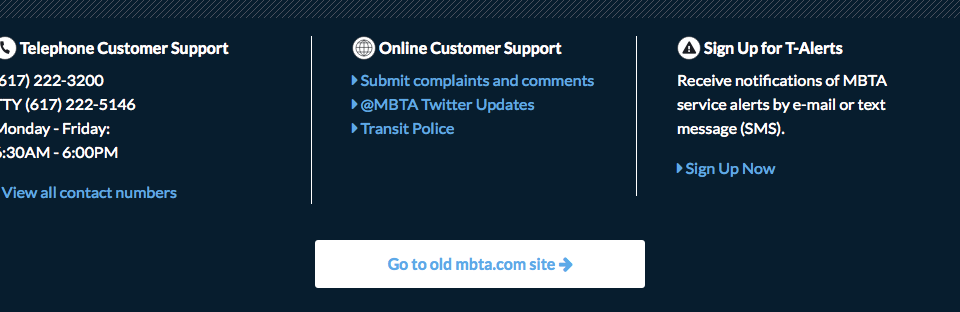 Telephone Customer Support
617) 222-3200
TTY (617) 222-5146
Monday - Friday:
6:30AM - 6:00PM
View all contact numbers
Online Customer Support
Submit complaints and comments
@MBTA Twitter Updates
Transit Police
Sign Up for T-Alerts
Receive notifications of MBTA
service alerts by e-mail or text
message (SMS).
Sign Up Now
Go to old mbta.com site